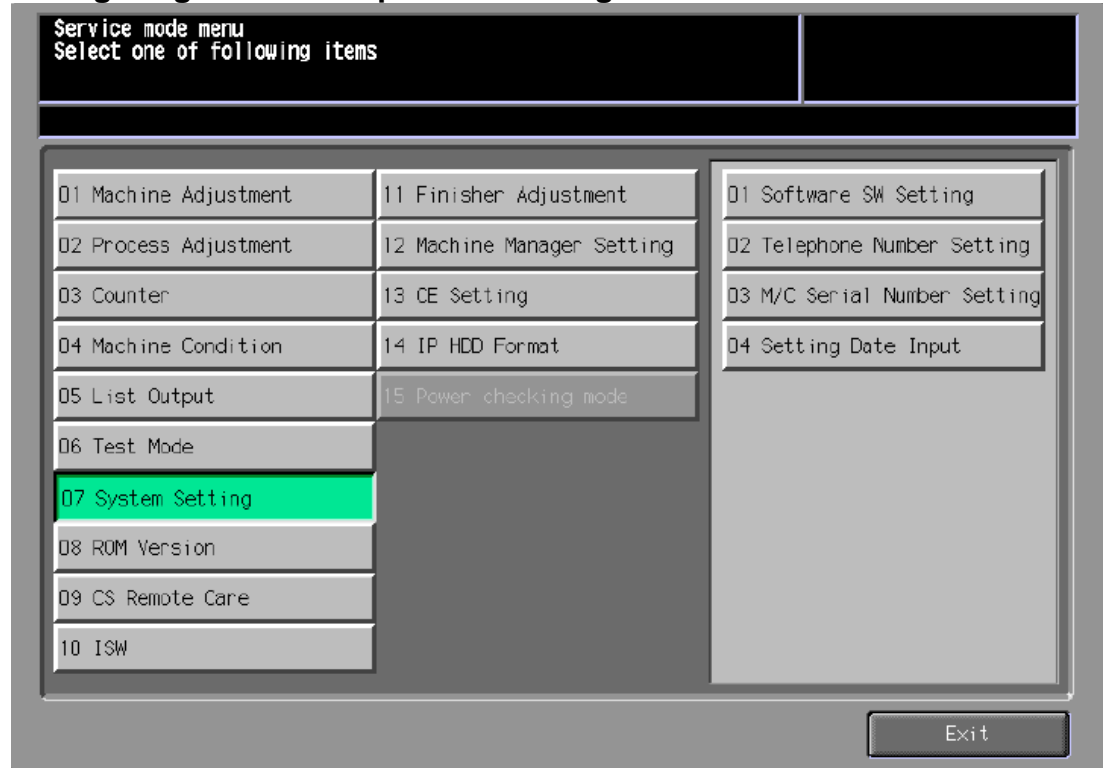 Service mode menu
Select one of following items
01 Machine Adjustment
02 Process Adjustment
03 Counter
04 Machine Condition
05 List Output
06 Test Mode
07 System Setting
08 ROM Version
09 CS Remote Care
10 ISW
11 Finisher Adjustment
12 Machine Manager Setting
13 CE Setting
14 IP HDD Format
15 Power checking mode
01 Software SW Setting
02 Telephone Number Setting
03 M/C Serial Number Setting
04 Setting Date Input
Exit